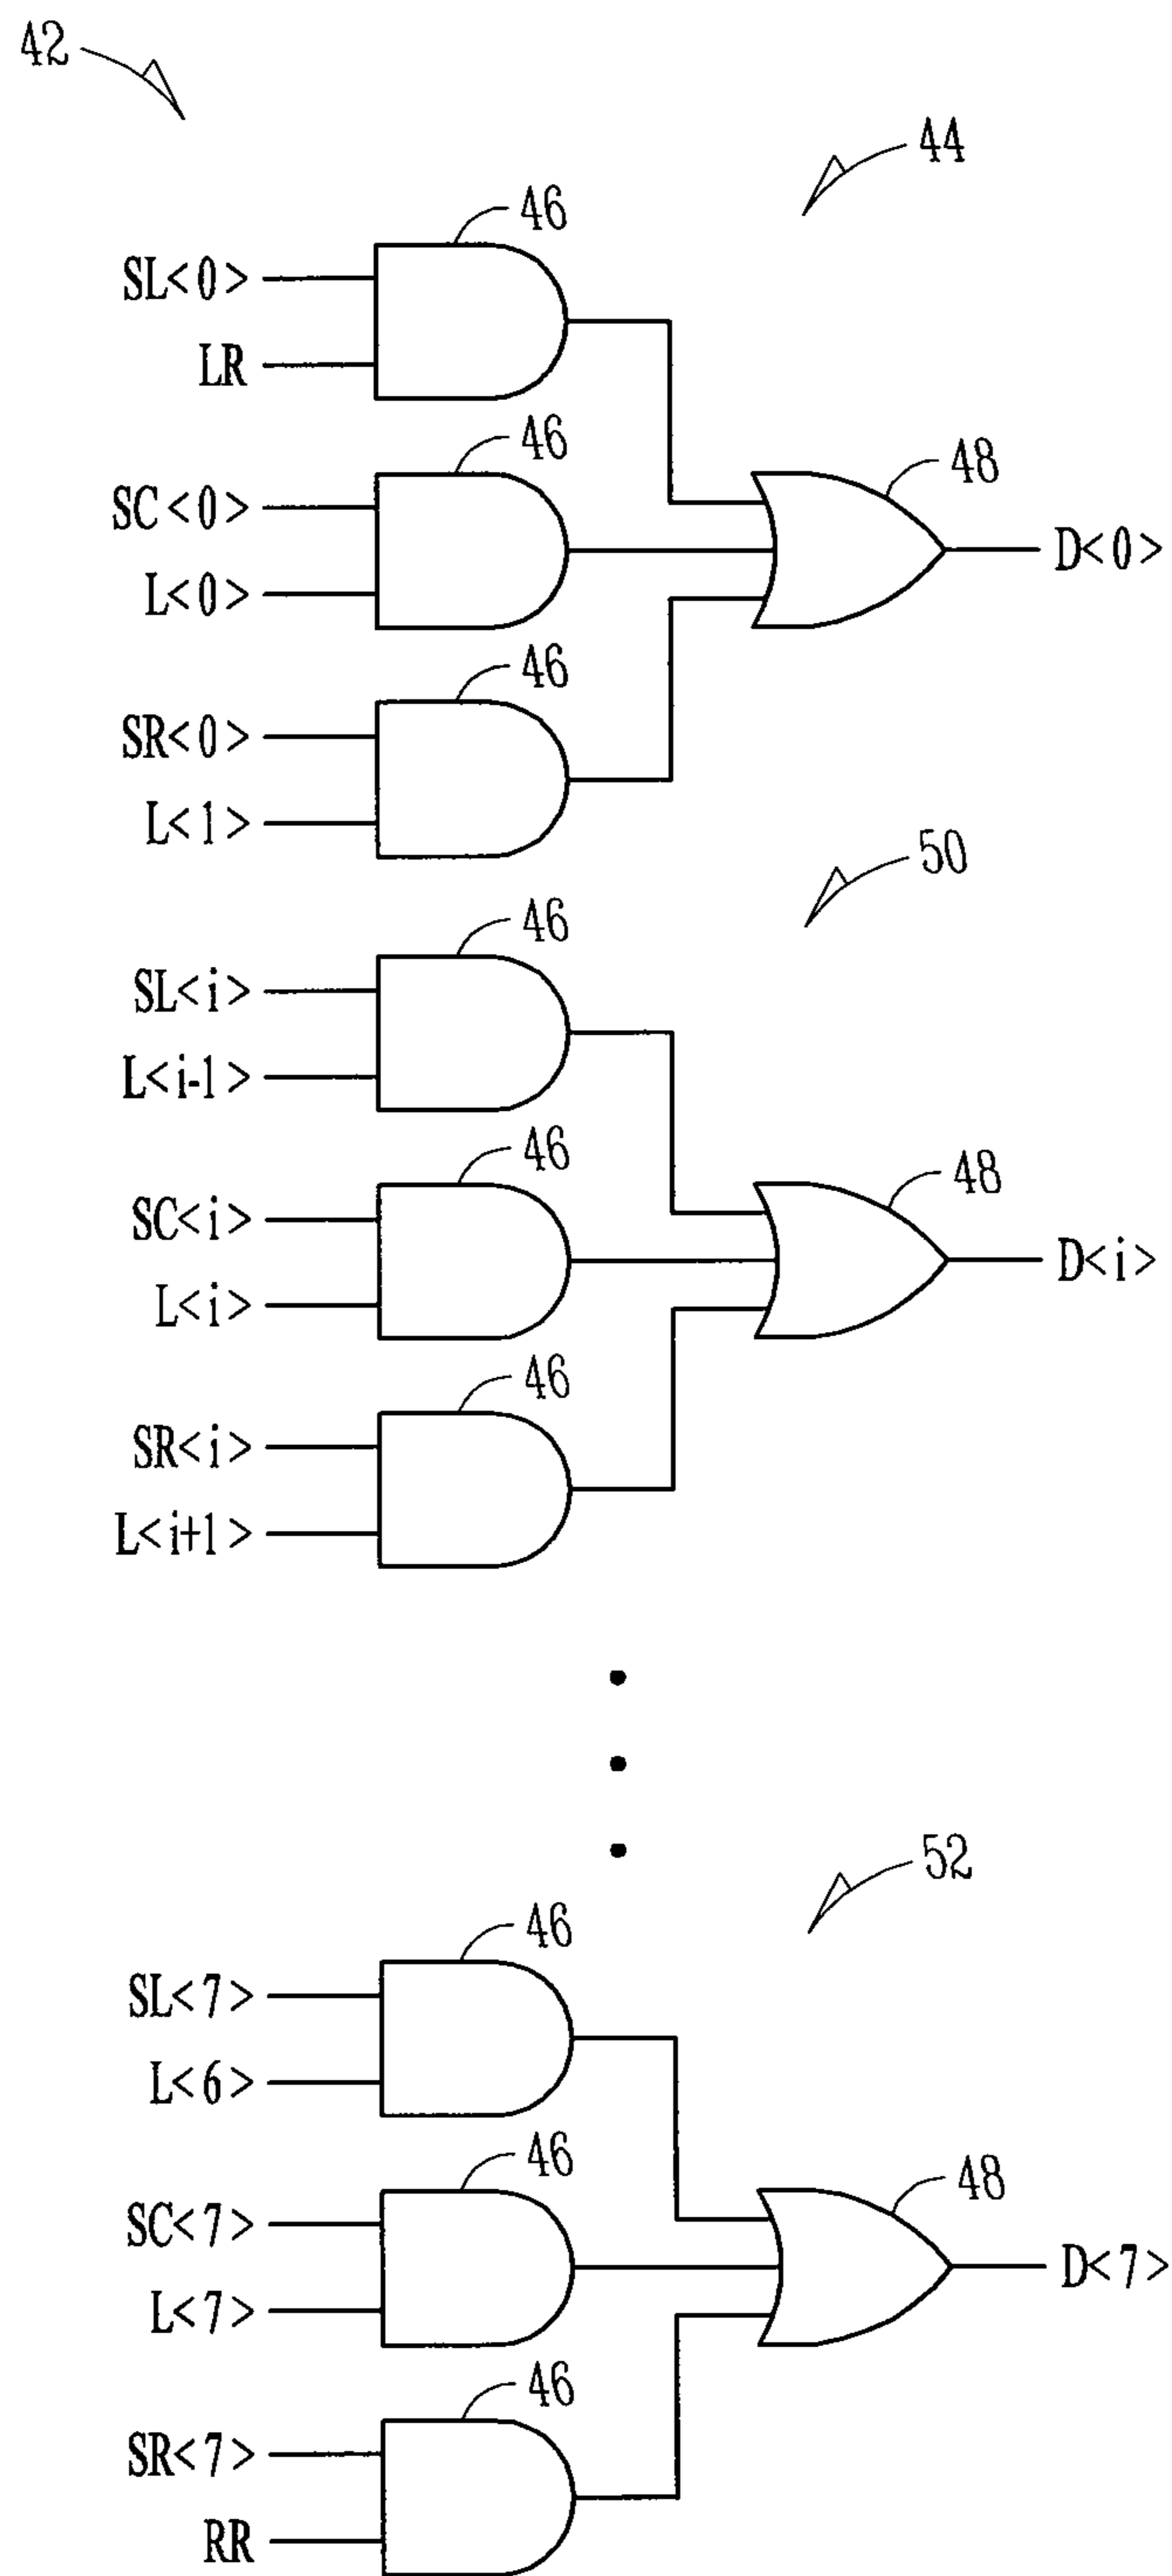 42
44
46
SL<0>
LR
46
SC<0>
L<0>
48
D<0>
46
SR<0>
L<1>
50
46
SL<i>
L<i-1>
46
SC<i>
L<i>
48
D<i>
46
SR<i>
L<i+1>
52
46
SL<7>
L<6>
46
SC<7>
L<7>
48
D<7>
46
SR<7>
RR